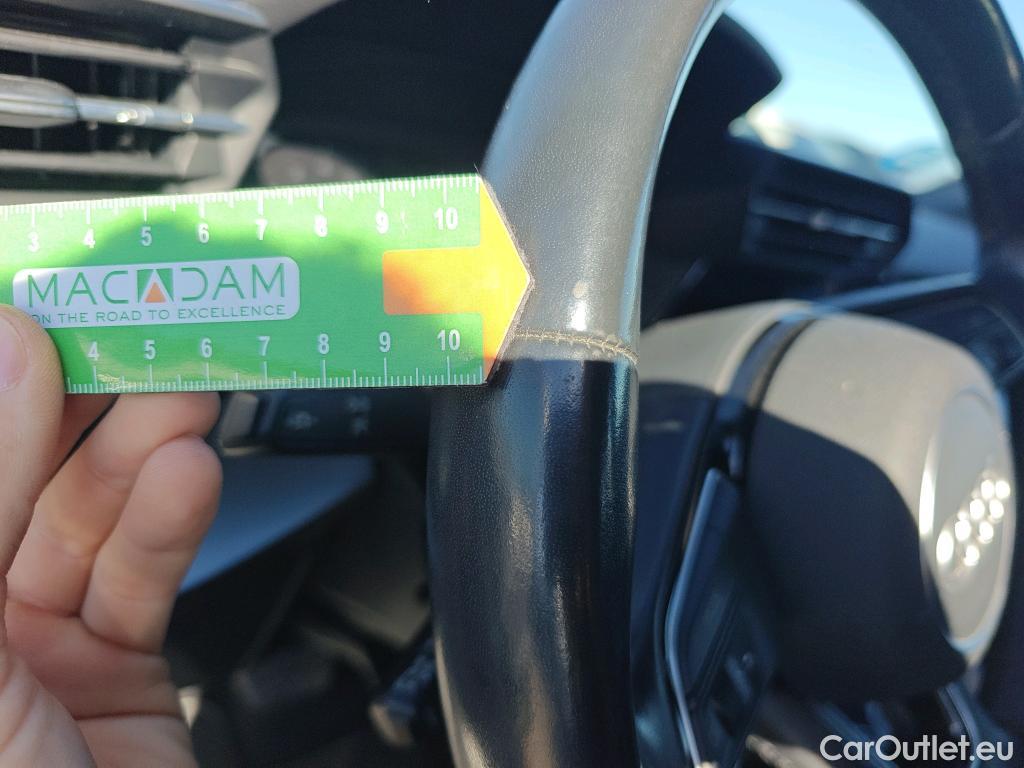 3 4 5 6 7 8 9 10
MACADAM
ON THE ROAD TO EXCELLENCE
4 5 6 7 8 9 10
CarOutlet.eu